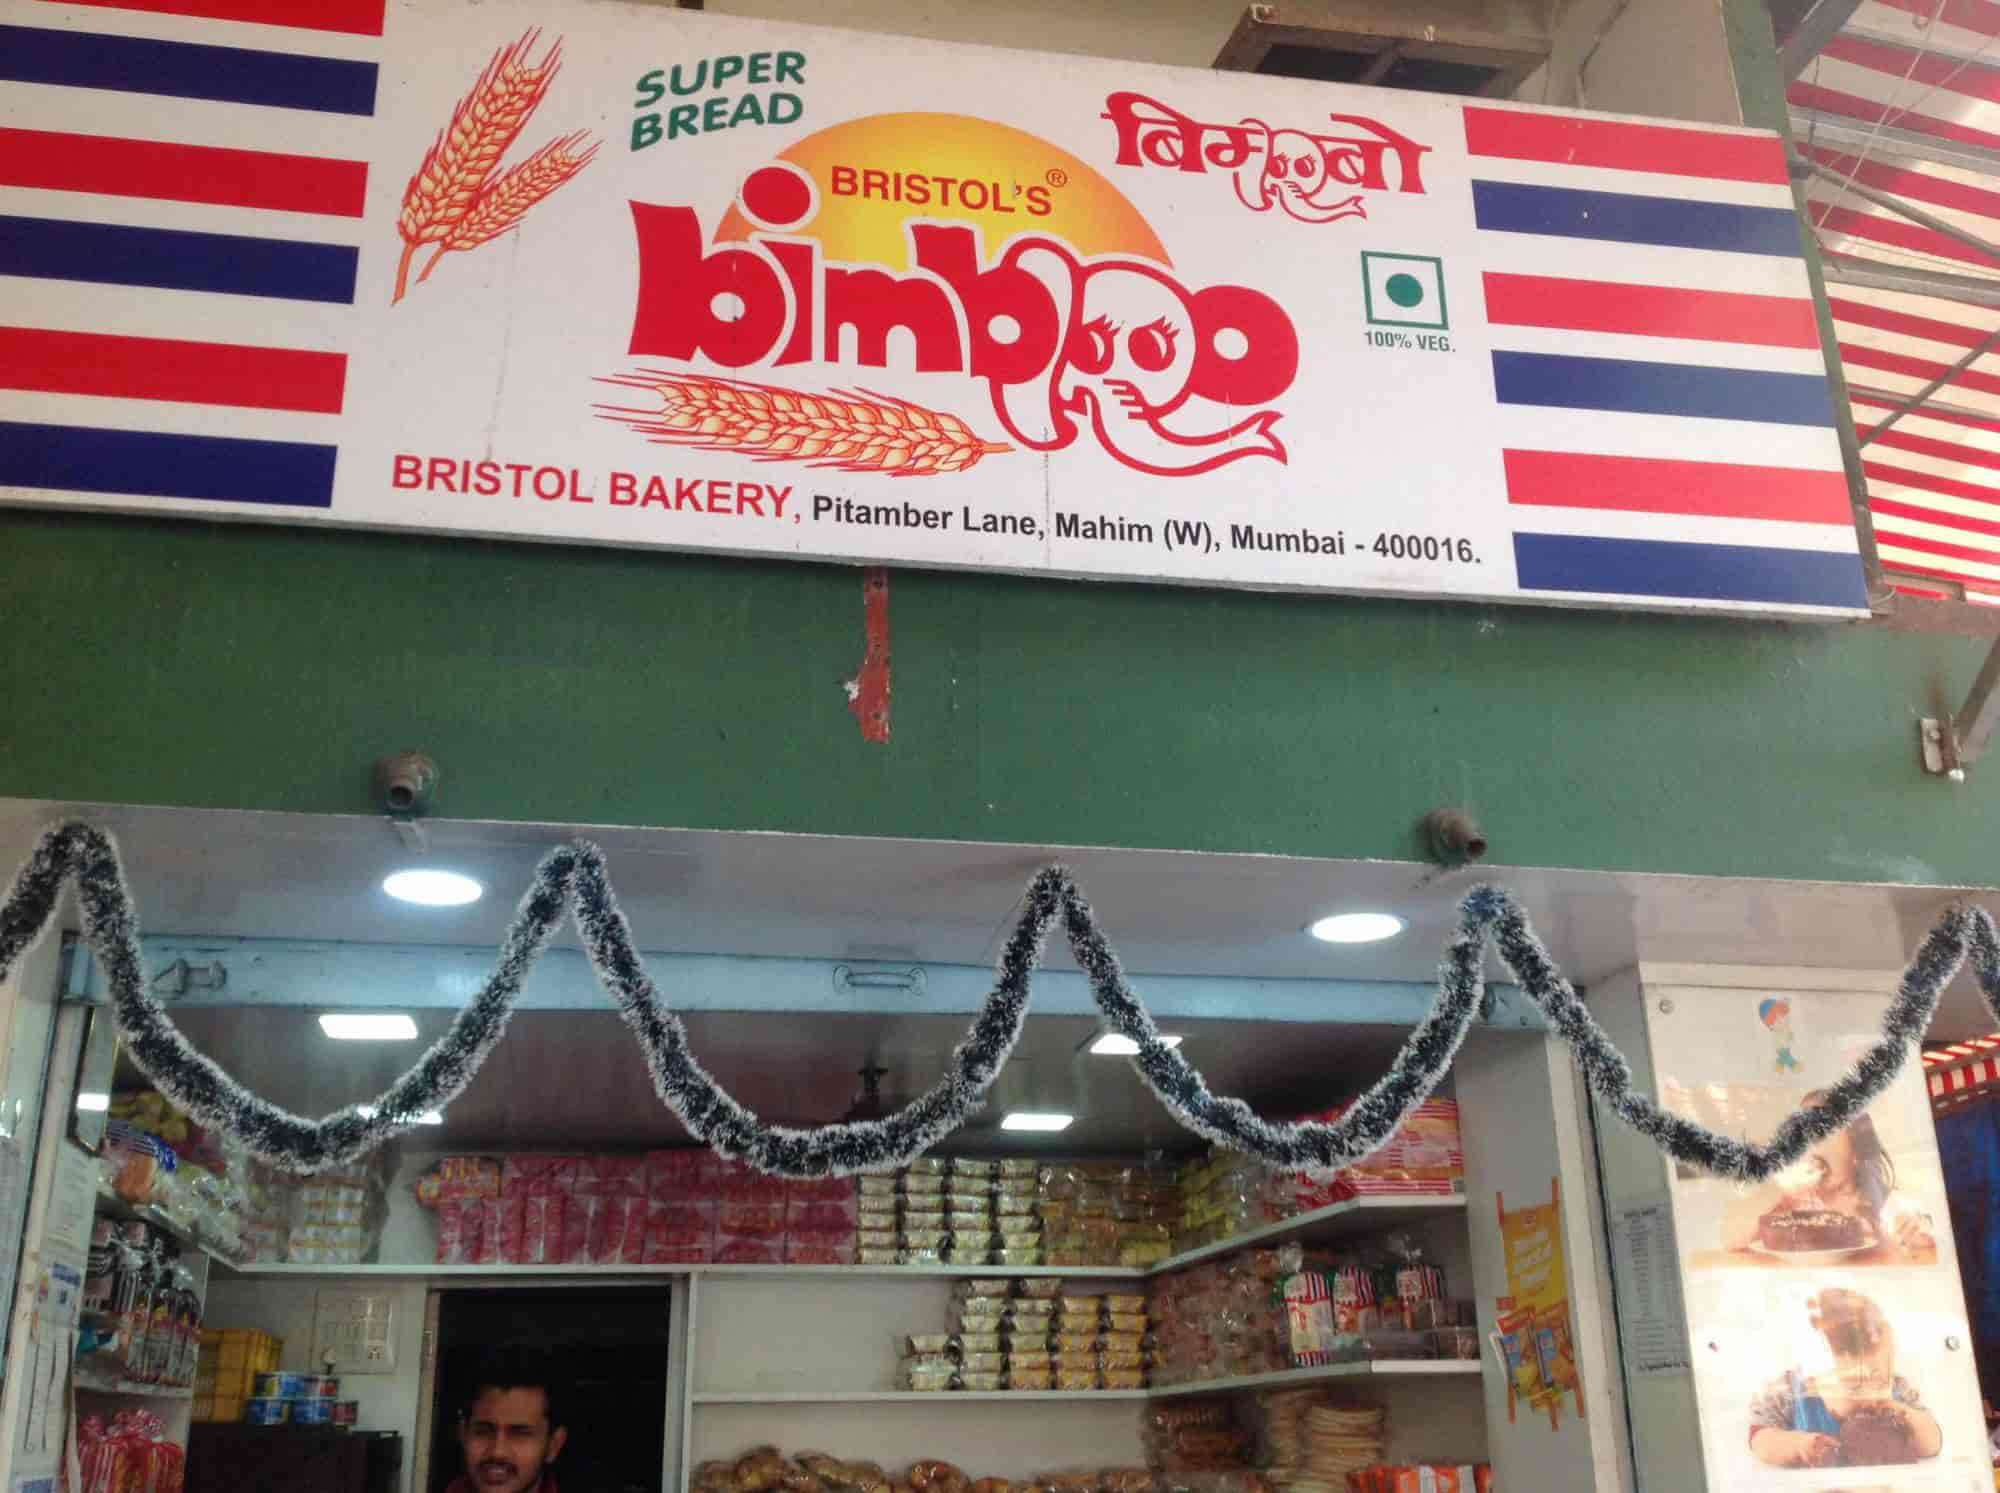 SUPER
BREAD
BRISTOL'S®
bimbo
बिम्बो
100% VEG.
BRISTOL BAKERY, Pitamber Lane, Mahim (W), Mumbai - 400016.